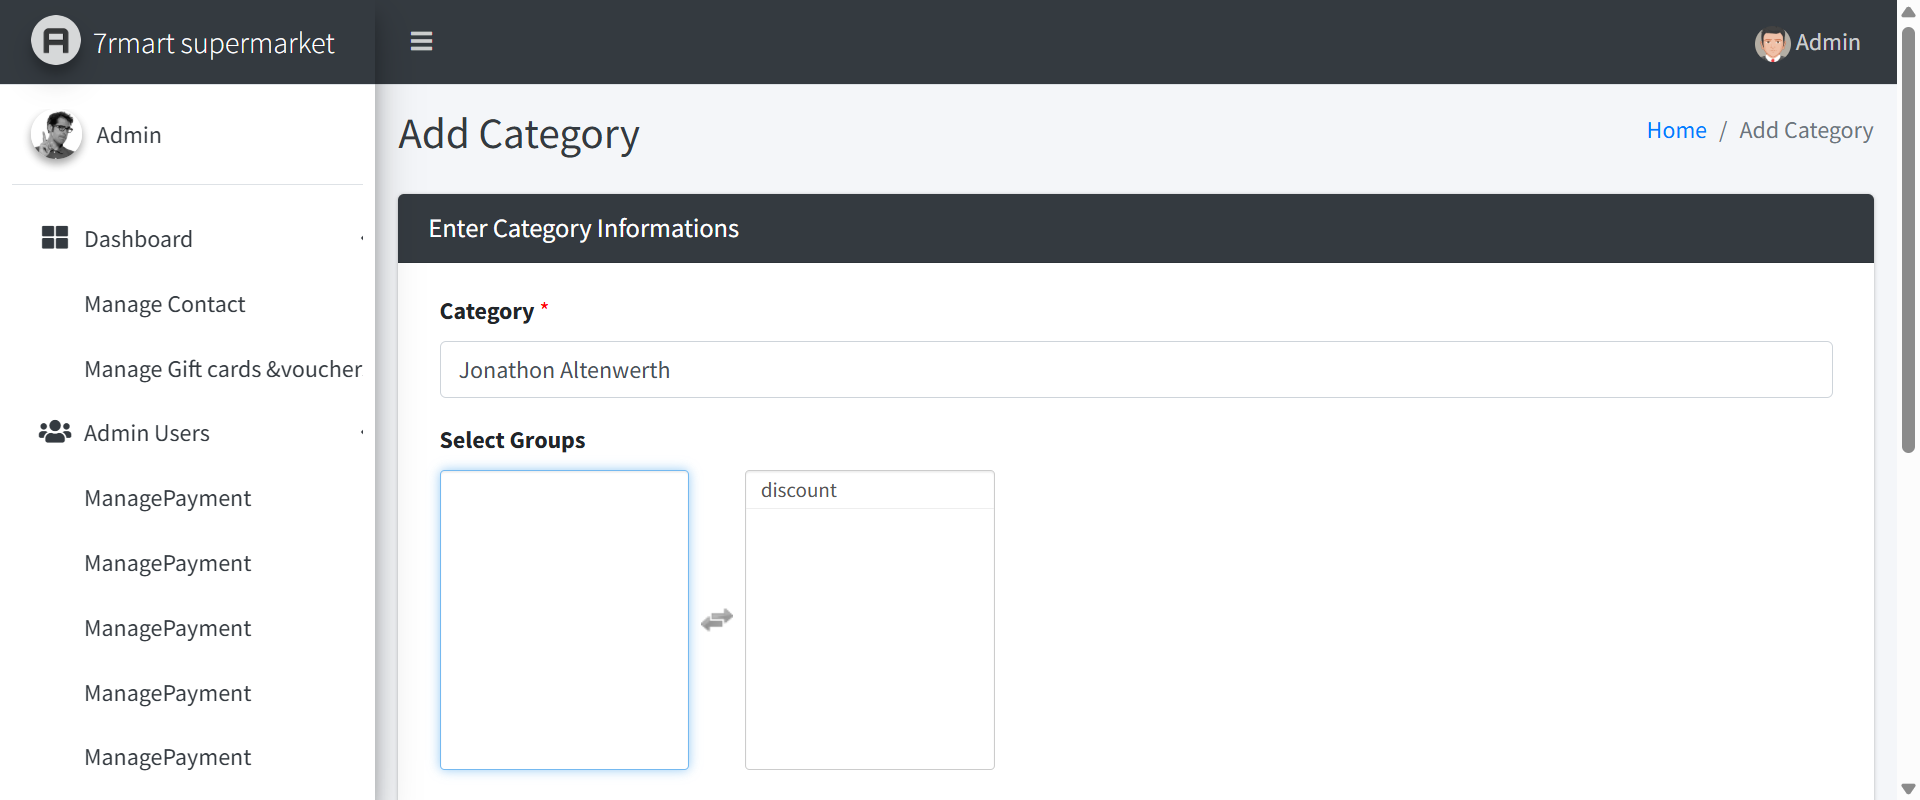 7rmart supermarket
Admin
Admin
Add Category
Home / Add Category
Dashboard
Manage Contact
Manage Gift cards &voucher
Admin Users
ManagePayment
ManagePayment
ManagePayment
ManagePayment
ManagePayment
Enter Category Informations
Category *
Jonathon Altenwerth
Select Groups
discount